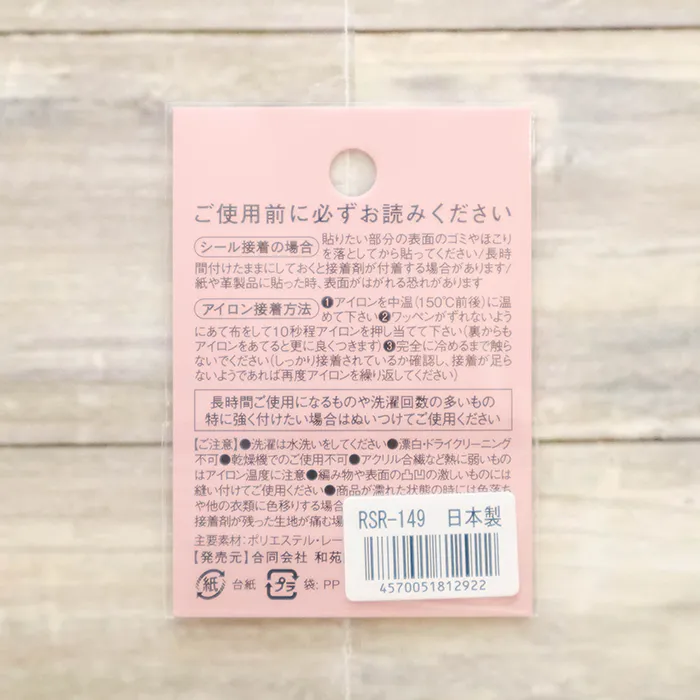 ご使用前に必ずお読みください
シール接着の場合 貼りたい部分の表面のゴミやほこり
を落としてから貼ってください/長時
間付けたままにしておくと接着剤が付着する場合があります/
紙や革製品に貼った時、表面がはがれる恐れがあります
アイロン接着方法 ❶アイロンを中温(150℃前後)に温
めて下さい❷ワッペンがずれないよう
にあて布をして10秒程アイロンを押し当てて下さい(裏からも
アイロンをあてると更に良くつきます)❸完全に冷めるまで触ら
ないでください(しっかり接着されているか確認し、接着が足ら
ないようであれば再度アイロンを繰り返してください)
長時間ご使用になるものや洗濯回数の多いもの
特に強く付けたい場合はぬいつけてご使用ください
【ご注意】●洗濯は水洗いをしてください●漂白・ドライクリーニング
不可●乾燥機でのご使用不可●アクリル合繊など熱に弱いもの
はアイロン温度に注意●編み物や表面の凸凹の激しいものには
縫い付けてご使用ください●商品が濡れた状態の時には色落ち
や他の衣類に色移りする場合
接着剤が残った生地が痛む場
主要素材:ポリエステル・レー
【発売元】合同会社 和苑
紙 台紙 プラ 袋:PP
RSR-149 日本製
4570051812922